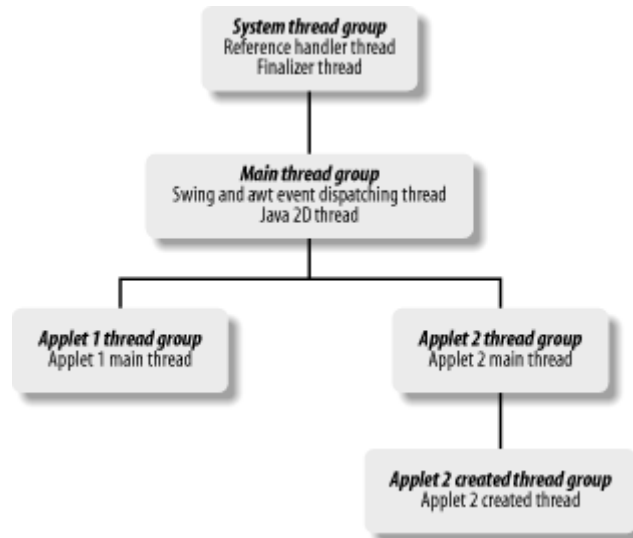 System thread group
Reference handler thread
Finalizer thread
Main thread group
Swing and awt event dispatching thread
Java 2D thread
Applet 1 thread group
Applet 1 main thread
Applet 2 thread group
Applet 2 main thread
Applet 2 created thread group
Applet 2 created thread